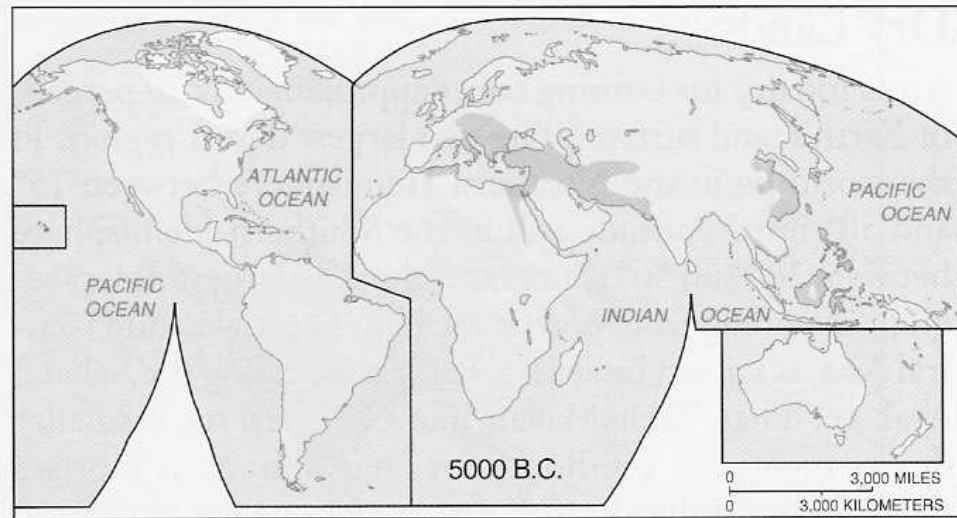 ATLANTIC
OCEAN
PACIFIC
OCEAN
PACIFIC
OCEAN
INDIAN
OCEAN
5000 B.C.
0 3,000 MILES
0 3,000 KILOMETERS